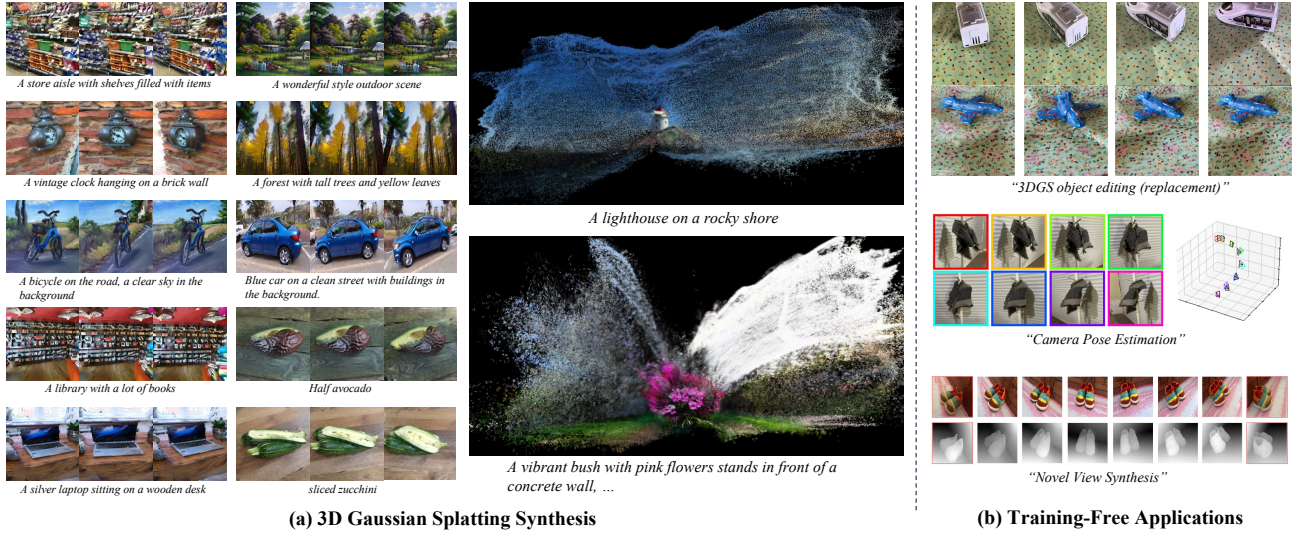 A store aisle with shelves filled with items
A wonderful style outdoor scene
A vintage clock hanging on a brick wall
A forest with tall trees and yellow leaves
A bicycle on the road, a clear sky in the
background
Blue car on a clean street with buildings in
the background.
A library with a lot of books
Half avocado
A silver laptop sitting on a wooden desk
sliced zucchini
A lighthouse on a rocky shore
A vibrant bush with pink flowers stands in front of a
concrete wall, …
(a) 3D Gaussian Splatting Synthesis
“3DGS object editing (replacement)”
“Camera Pose Estimation”
“Novel View Synthesis”
(b) Training-Free Applications